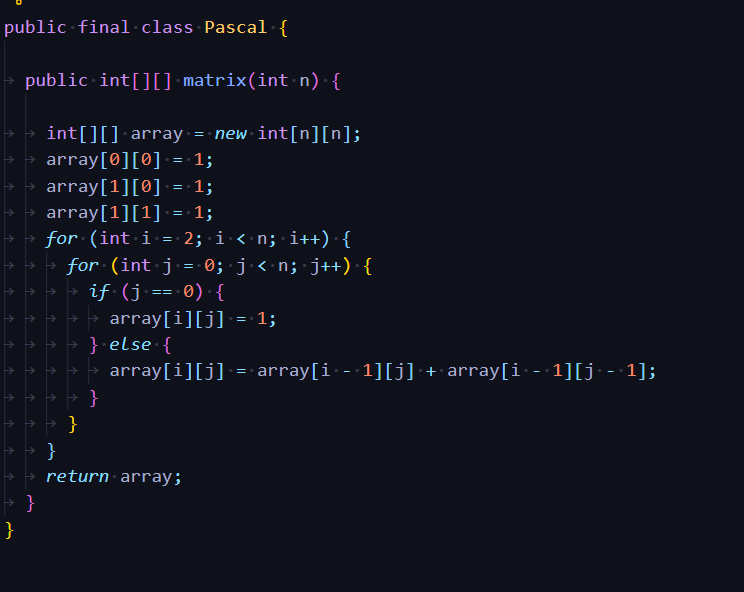 public final class Pascal {
public int[][] matrix(int n) {
int[][] array = new int[n][n];
array[0][0] = 1;
array[1][0] = 1;
array[1][1] = 1;
for (int i = 2; i < n; i++) {
for (int j = 0; j < n; j++) {
if (j == 0) {
array[i][j] = 1;
} else {
array[i][j] = array[i - 1][j] + array[i - 1][j - 1];
}
}
}
return array;
}
}